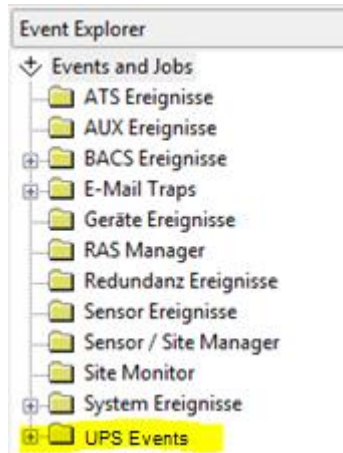 Event Explorer
Events and Jobs
ATS Ereignisse
AUX Ereignisse
BACS Ereignisse
E-Mail Traps
Geräte Ereignisse
RAS Manager
Redundanz Ereignisse
Sensor Ereignisse
Sensor / Site Manager
Site Monitor
System Ereignisse
UPS Events